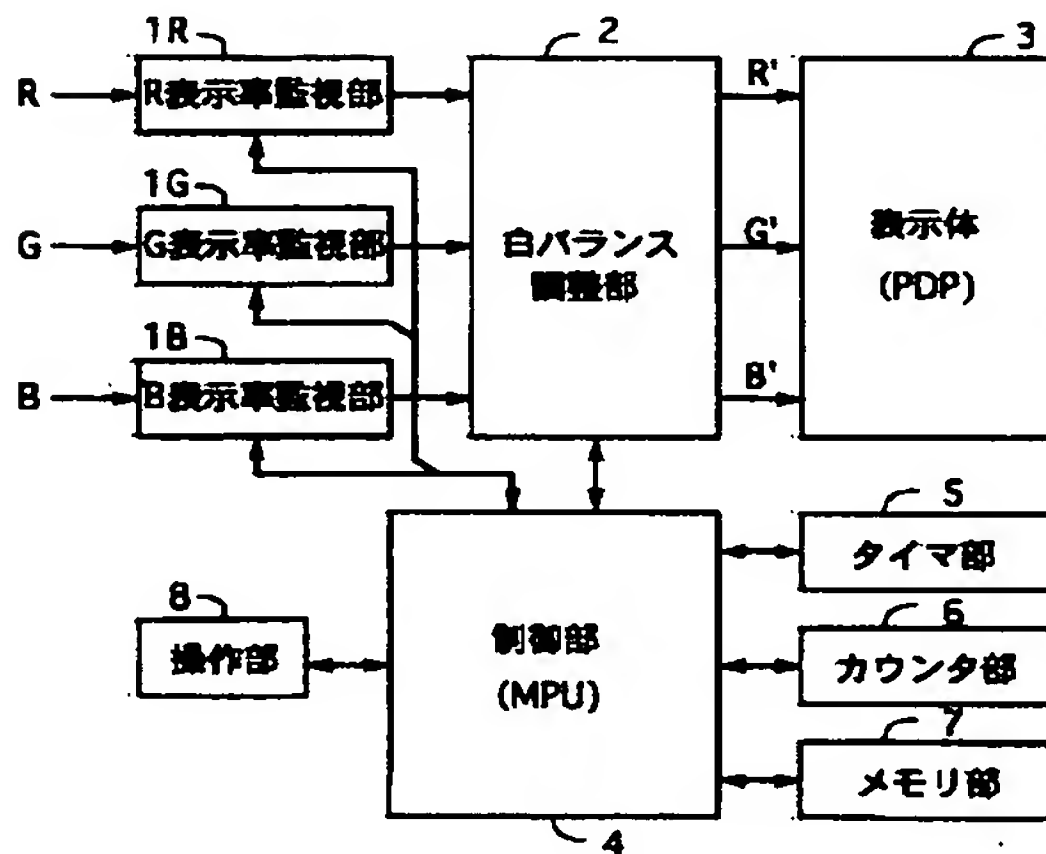 1R
2
3
R
R表示率監視部
R'
1G
G
G表示率監視部
白バランス
調整部
G'
表示体
(PDP)
1B
B
B表示率監視部
B'
5
タイマ部
8
操作部
制御部
(MPU)
6
カウンタ部
7
メモリ部
4